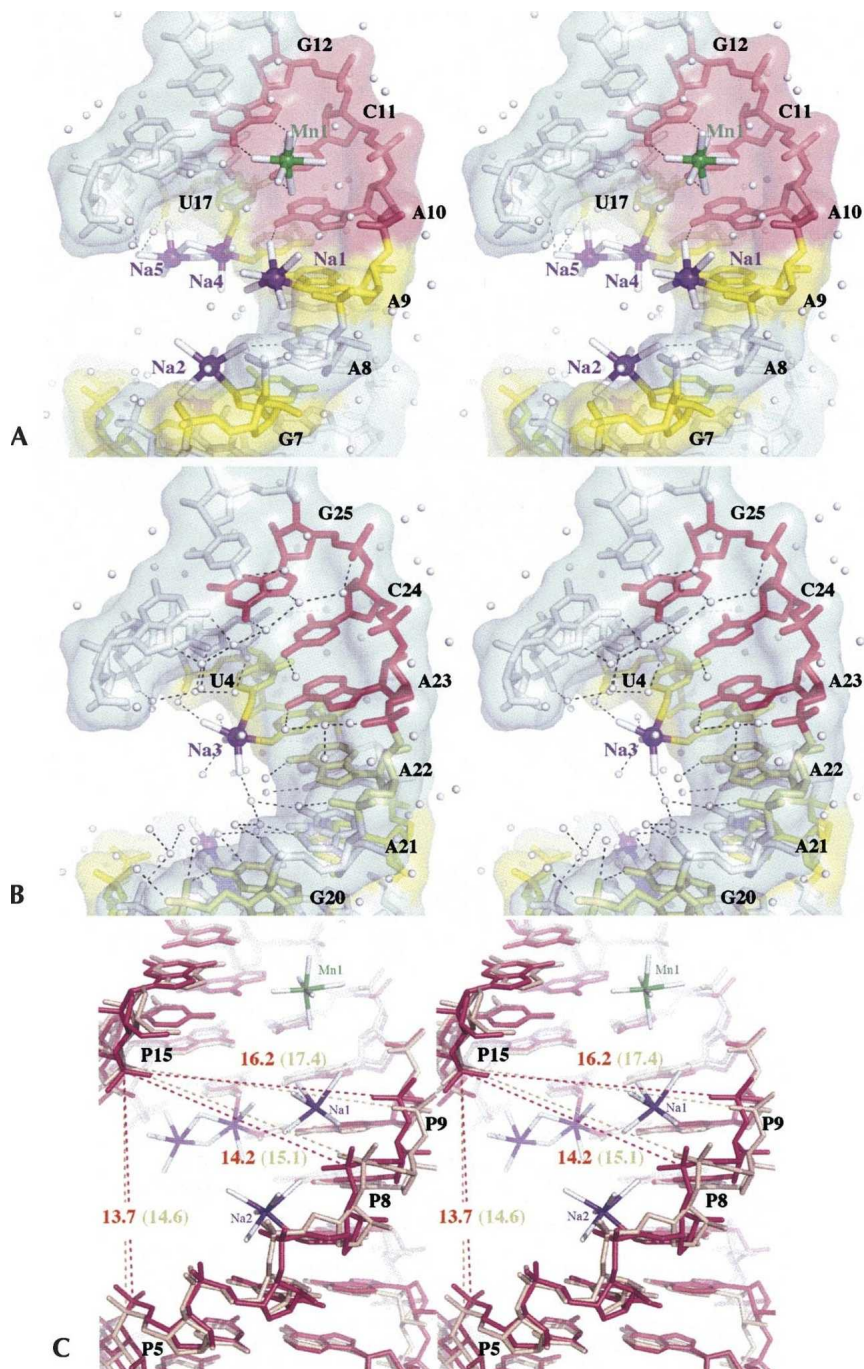 G12 G12
C11 C11
Mn1 Mn1
U17 U17
A10 A10
Na5 Na4 Na1 Na5 Na4 Na1
A9 A9
Na2 A8 Na2 A8
G7 G7
A
G25 G25
C24 C24
U4 A23 U4 A23
Na3 Na3
A22 A22
A21 A21
G20 G20
B
Mn1 Mn1
P15 P15
16.2 (17.4) 16.2 (17.4)
Na1 P9 Na1 P9
14.2 (15.1) 14.2 (15.1)
P8 P8
13.7 (14.6) Na2 13.7 (14.6) Na2
P5 P5
C